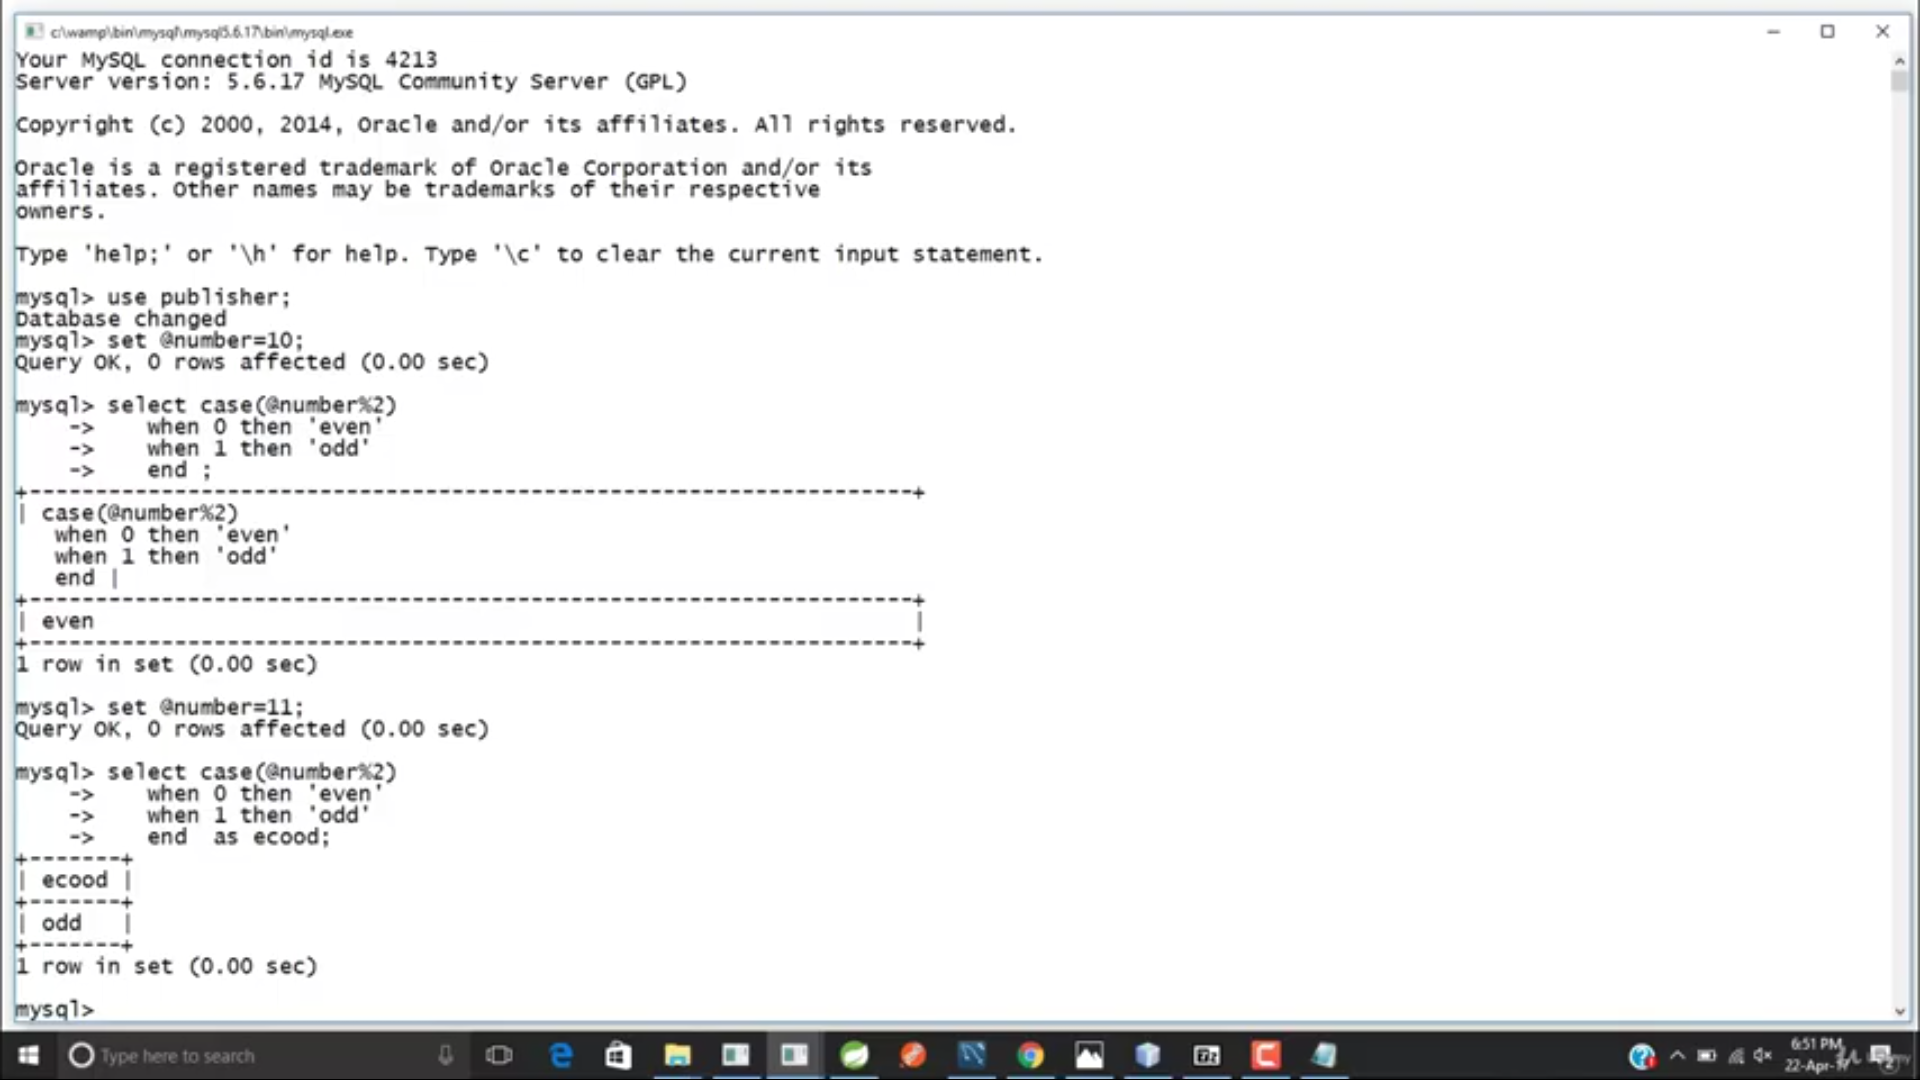 c:\wamp\bin\mysql\mysql5.6.17\bin\mysql.exe
Your MySQL connection id is 4213
Server version: 5.6.17 MySQL Community Server (GPL)
Copyright (c) 2000, 2014, Oracle and/or its affiliates. All rights reserved.
Oracle is a registered trademark of Oracle Corporation and/or its
affiliates. Other names may be trademarks of their respective
owners.
Type 'help;' or '\h' for help. Type '\c' to clear the current input statement.
mysql> use publisher;
Database changed
mysql> set @number=10;
Query OK, 0 rows affected (0.00 sec)
mysql> select case(@number%2)
    ->    when 0 then 'even'
    ->    when 1 then 'odd'
    ->    end ;
+-------------------------------------------------------------------+
| case(@number%2)
   when 0 then 'even'
   when 1 then 'odd'
   end |
+-------------------------------------------------------------------+
| even                                                              |
+-------------------------------------------------------------------+
1 row in set (0.00 sec)
mysql> set @number=11;
Query OK, 0 rows affected (0.00 sec)
mysql> select case(@number%2)
    ->    when 0 then 'even'
    ->    when 1 then 'odd'
    ->    end  as ecood;
+-------+
| ecood |
+-------+
| odd   |
+-------+
1 row in set (0.00 sec)
mysql>
Type here to search
6:51 PM
22-Apr-17